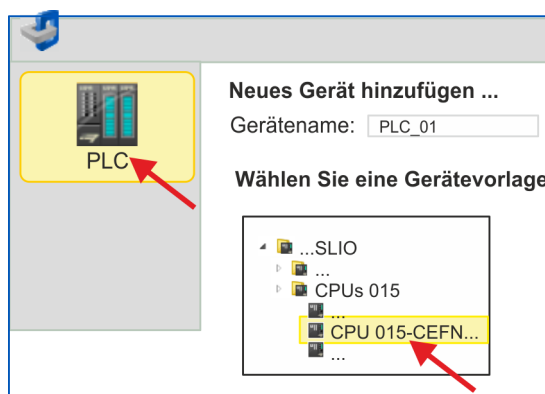 PLC
Neues Gerät hinzufügen ...
Gerätename: PLC_01
Wählen Sie eine Gerätevorlage
...SLIO
...
CPUs 015
...
CPU 015-CEFN...
...